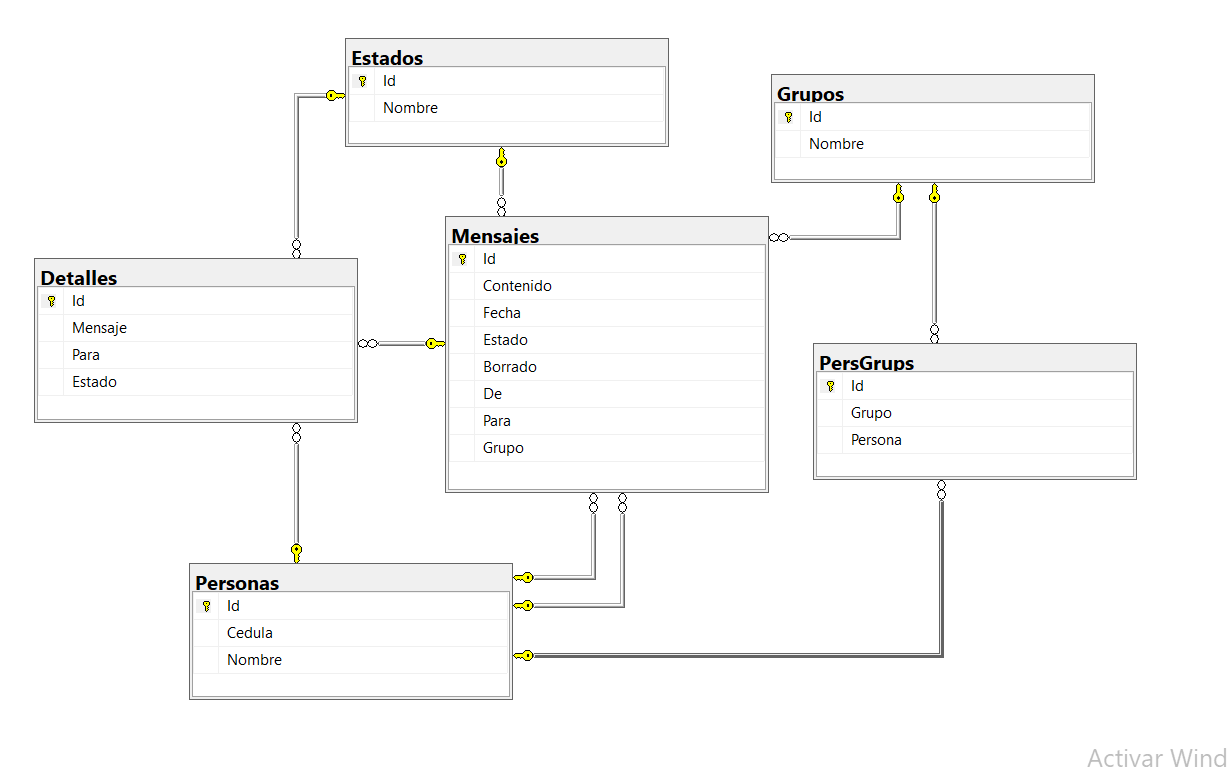 Estados
Id
Nombre
Grupos
Id
Nombre
Mensajes
Id
Contenido
Fecha
Estado
Borrado
De
Para
Grupo
Detalles
Id
Mensaje
Para
Estado
PersGrups
Id
Grupo
Persona
Personas
Id
Cedula
Nombre
Activar Wind